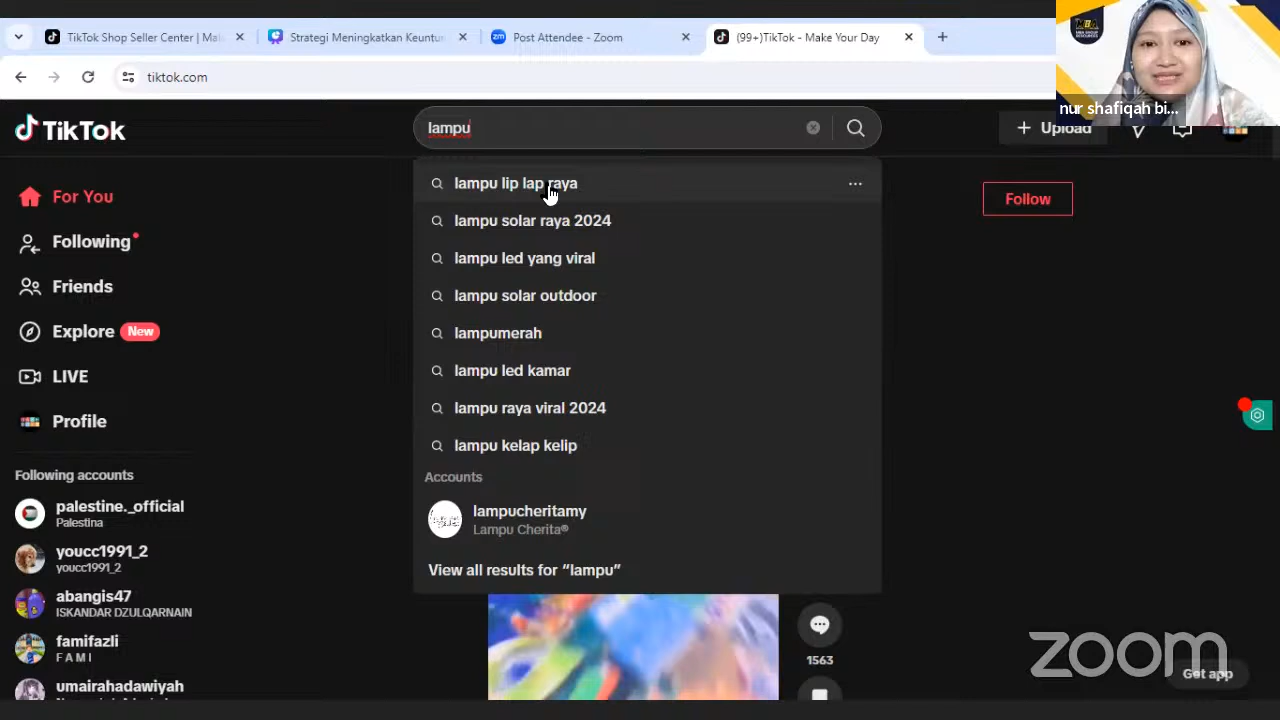 TikTok Shop Seller Center | Mal
Strategi Meningkatkan Keuntun
Post Attendee - Zoom
(99+)TikTok - Make Your Day
tiktok.com
MBA
nur shafiqah bi...
TikTok
lampu
Upload
For You
Following
Friends
Explore New
LIVE
Profile
lampu lip lap raya
lampu solar raya 2024
lampu led yang viral
lampu solar outdoor
lampumerah
lampu led kamar
lampu raya viral 2024
lampu kelap kelip
Accounts
lampucheritamy
Lampu Cherita®
View all results for “lampu”
Follow
Following accounts
palestine._official
Palestina
youcc1991_2
youcc1991_2
abangis47
ISKANDAR DZULQARNAIN
famifazli
F A M I
umairahadawiyah
1563
zoom
Get app